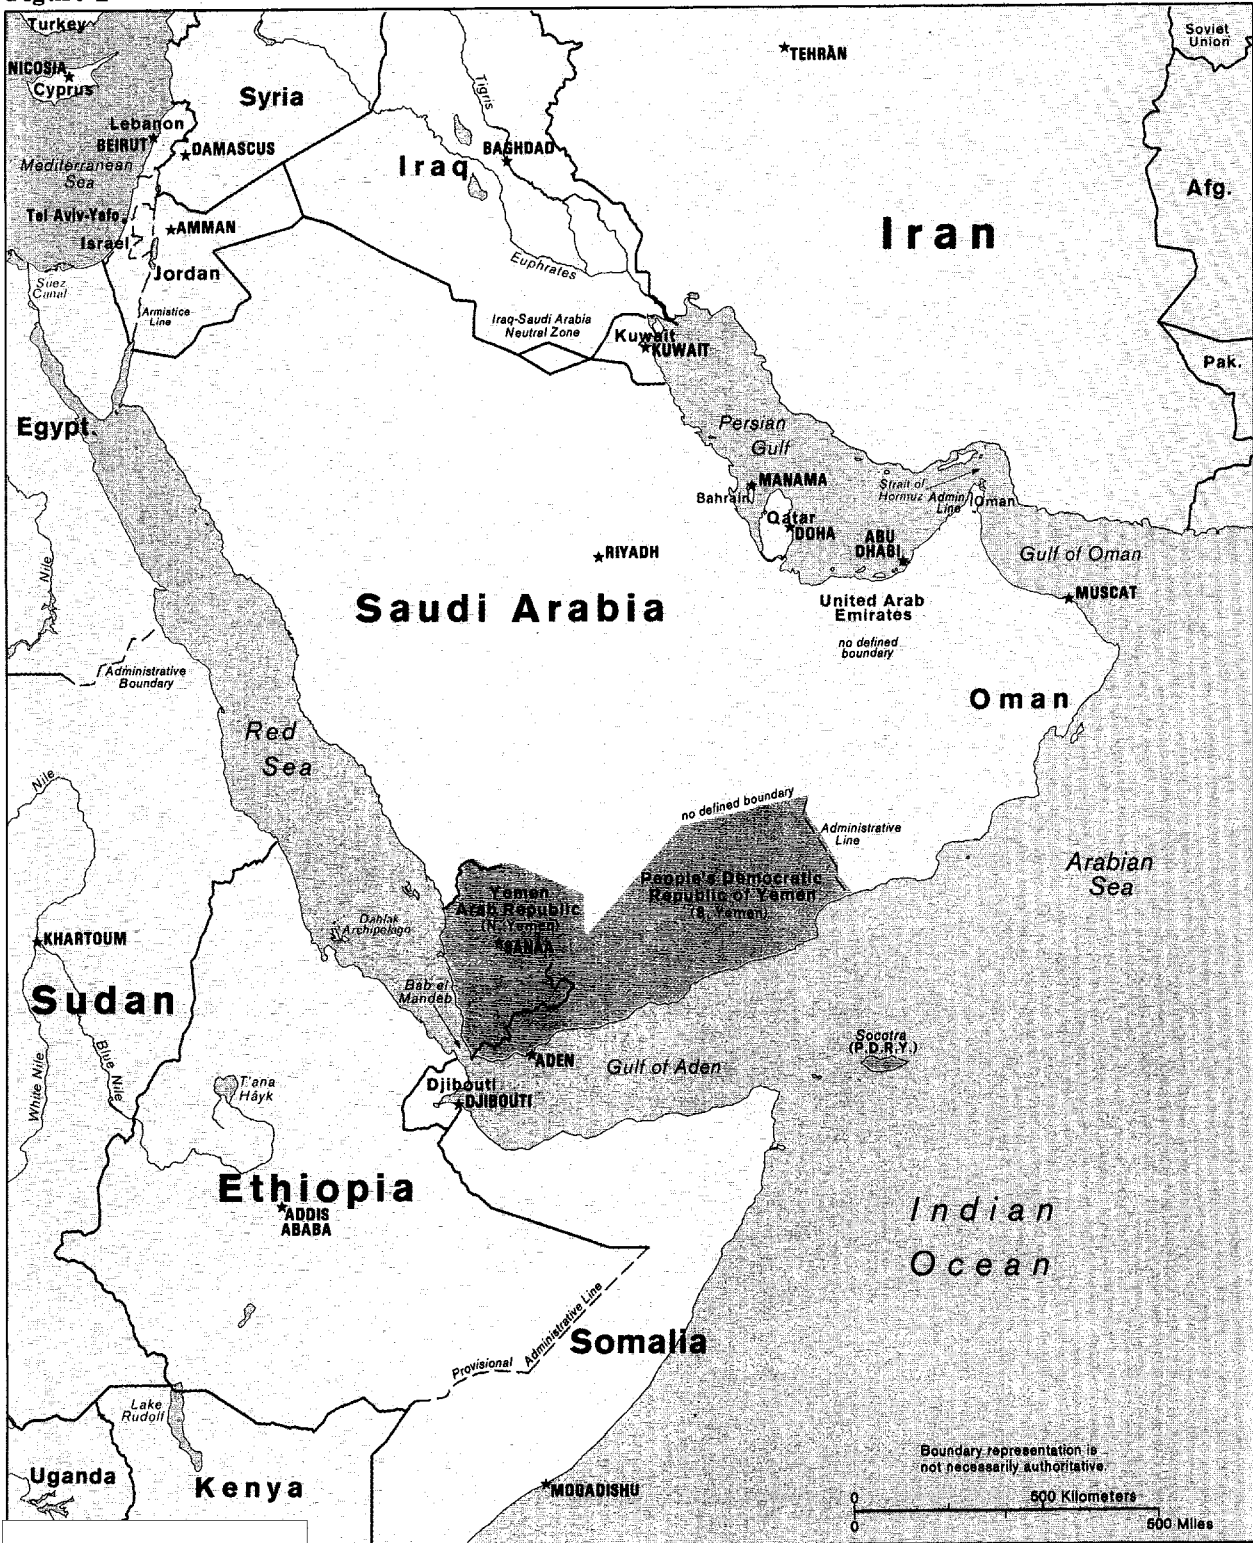 Turkey
Soviet
Union
TEHRĀN
NICOSIA
Cyprus
Syria
Tigris
Lebanon
BEIRUT
DAMASCUS
BAGHDAD
Mediterranean
Sea
Iraq
Afg.
Tel Aviv-Yafo
AMMAN
Israel
Iran
Jordan
Euphrates
Suez
Canal
Armistice
Line
Iraq-Saudi Arabia
Neutral Zone
Kuwait
KUWAIT
Pak.
Egypt
Persian
Gulf
MANAMA
Bahrain
Strait of
Hormuz
Admin
Line
Oman
Qatar
DOHA
ABU
DHABI
Gulf of Oman
RIYADH
Nile
MUSCAT
Saudi Arabia
United Arab
Emirates
no defined
boundary
Administrative
Boundary
Oman
Red
Sea
Nile
no defined boundary
Administrative
Line
Arabian
Sea
People's Democratic
Republic of Yemen
(S. Yemen)
Yemen
Arab Republic
(N. Yemen)
SANAA
Dahlak
Archipelago
KHARTOUM
Sudan
Bab el
Mandeb
Socotra
(P.D.R.Y.)
ADEN
Gulf of Aden
Blue Nile
White Nile
T'ana
Hāyk
Djibouti
DJIBOUTI
Ethiopia
ADDIS
ABABA
Indian
Ocean
Provisional Administrative Line
Somalia
Lake
Rudolf
Uganda
Kenya
MOGADISHU
Boundary representation is
not necessarily authoritative.
0 500 Kilometers
0 500 Miles